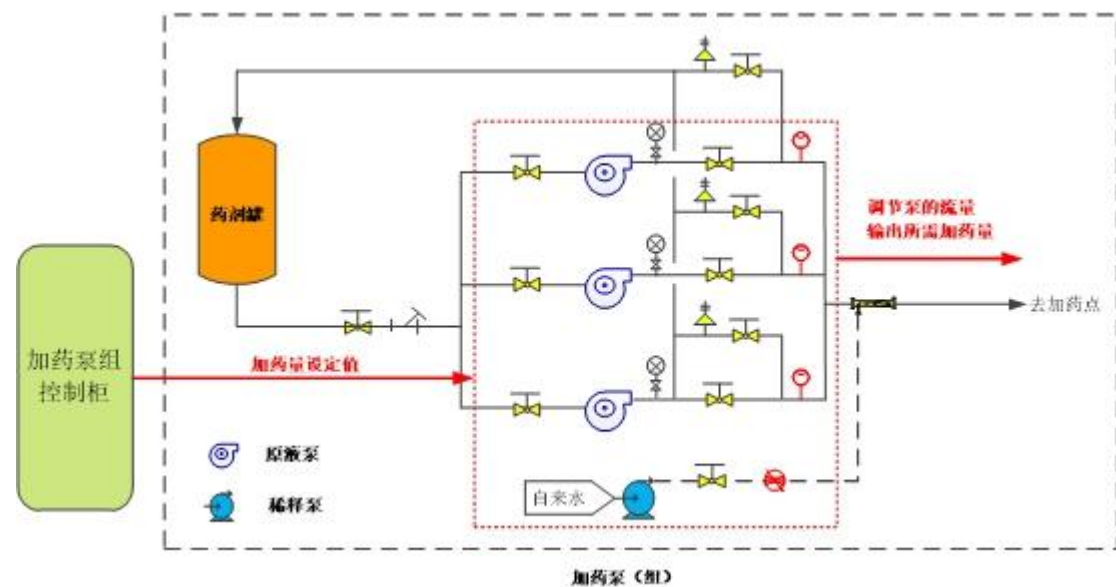 药剂罐
调节泵的流量
输出所需加药量
去加药点
加药泵组
控制柜
加药量设定值
原液泵
自来水
稀样泵
加药泵（组）